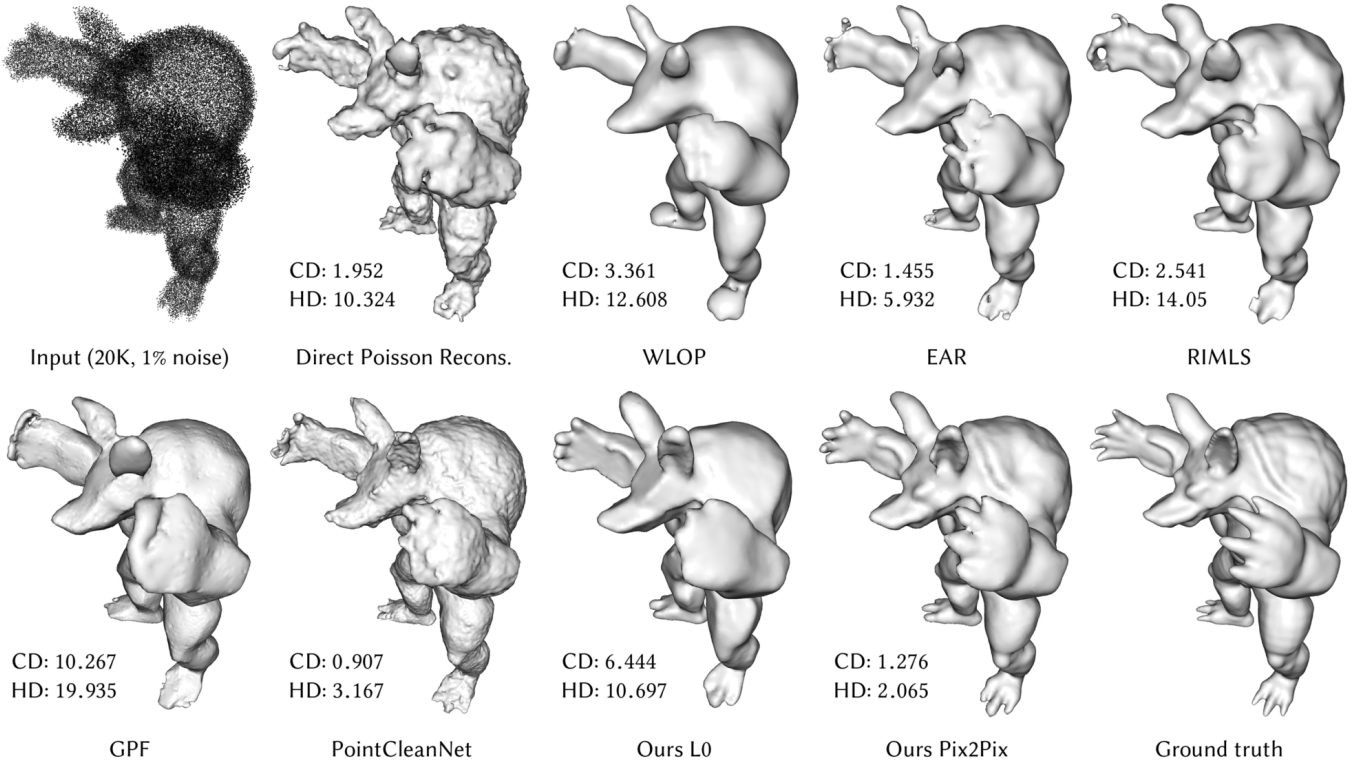 CD: 1.952
HD: 10.324
CD: 3.361
HD: 12.608
CD: 1.455
HD: 5.932
CD: 2.541
HD: 14.05
Input (20K, 1% noise)
Direct Poisson Recons.
WLOP
EAR
RIMLS
CD: 10.267
HD: 19.935
CD: 0.907
HD: 3.167
CD: 6.444
HD: 10.697
CD: 1.276
HD: 2.065
GPF
PointCleanNet
Ours L0
Ours Pix2Pix
Ground truth